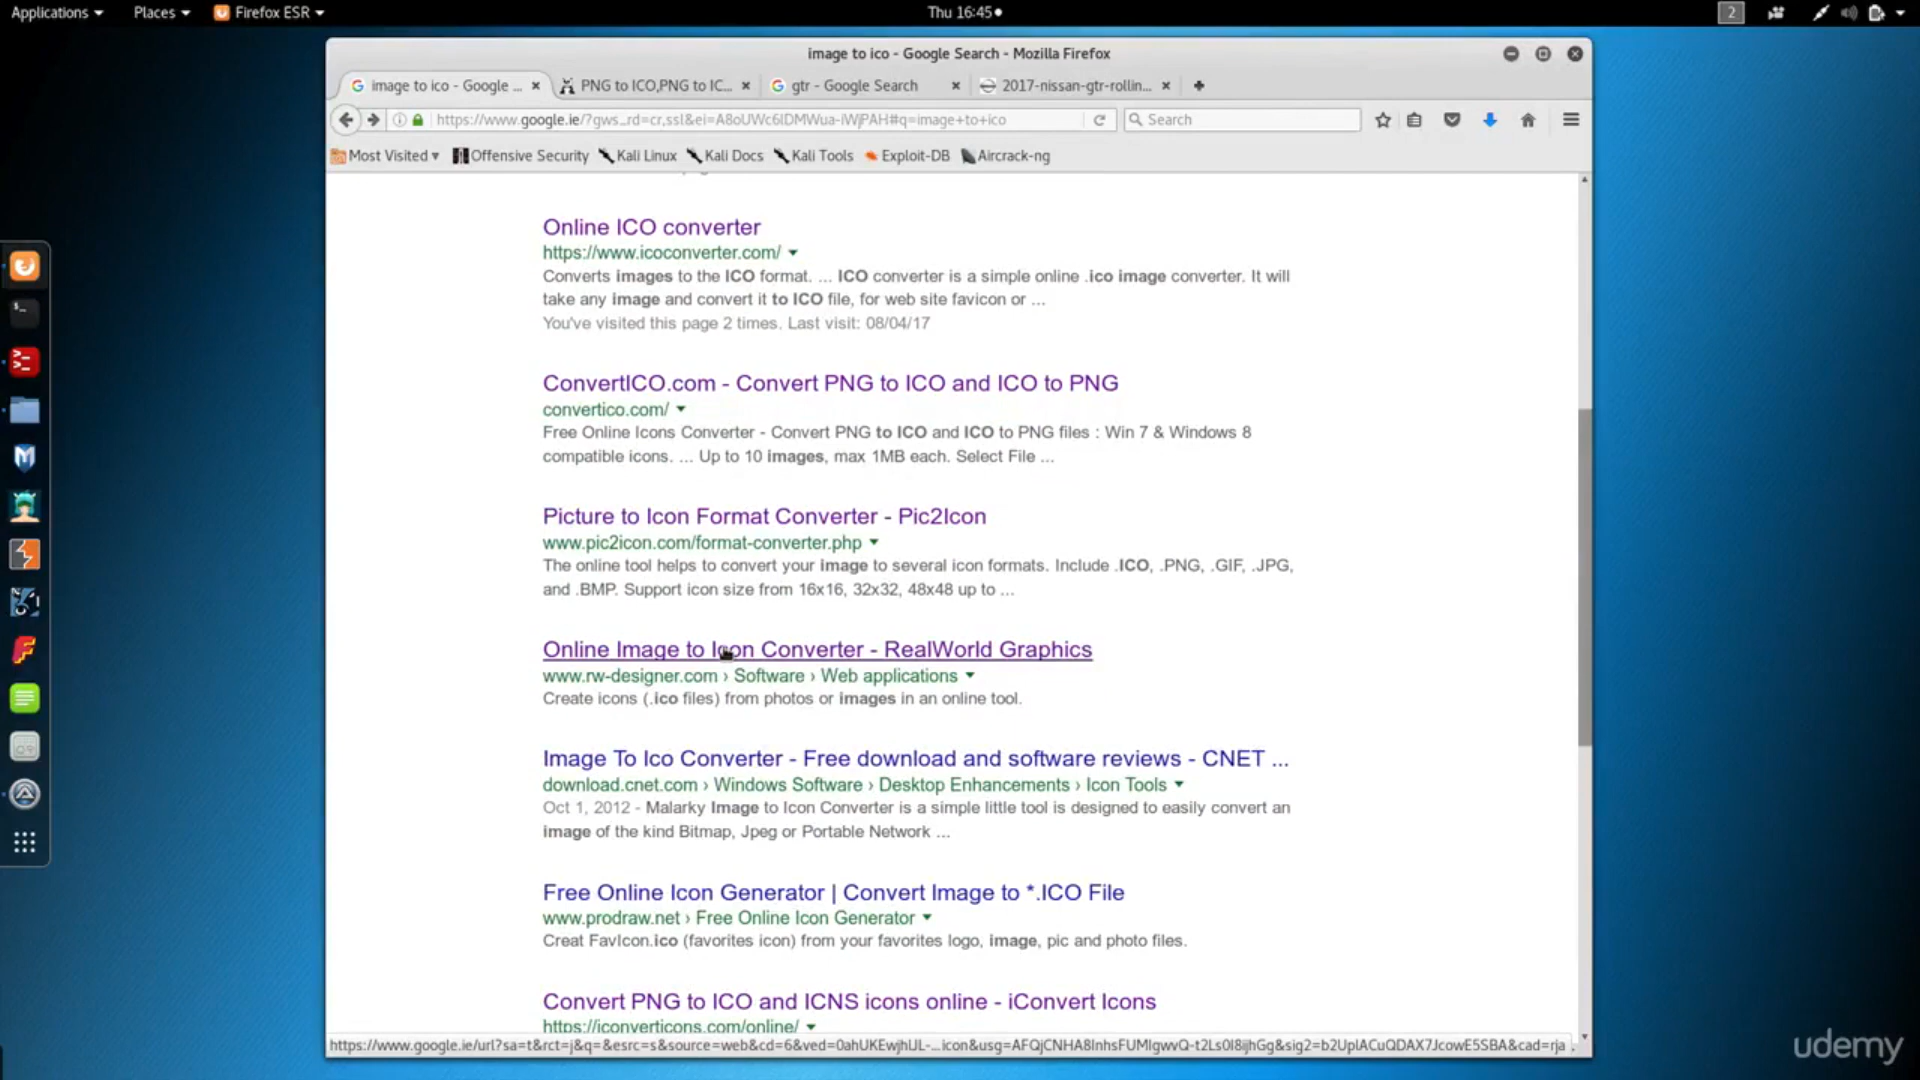 Applications Places Firefox ESR Thu 16:45 2
image to ico - Google Search - Mozilla Firefox
image to ico - Google ... PNG to ICO,PNG to IC... gtr - Google Search 2017-nissan-gtr-rollin...
https://www.google.ie/?gws_rd=cr,ssl&ei=A8oUWc6IDMWua-iWjPAH#q=image+to+ico Search
Most Visited Offensive Security Kali Linux Kali Docs Kali Tools Exploit-DB Aircrack-ng
Online ICO converter
https://www.icoconverter.com/
Converts images to the ICO format. ... ICO converter is a simple online .ico image converter. It will
take any image and convert it to ICO file, for web site favicon or ...
You've visited this page 2 times. Last visit: 08/04/17
ConvertICO.com - Convert PNG to ICO and ICO to PNG
convertico.com/
Free Online Icons Converter - Convert PNG to ICO and ICO to PNG files : Win 7 & Windows 8
compatible icons. ... Up to 10 images, max 1MB each. Select File ...
Picture to Icon Format Converter - Pic2Icon
www.pic2icon.com/format-converter.php
The online tool helps to convert your image to several icon formats. Include .ICO, .PNG, .GIF, .JPG,
and .BMP. Support icon size from 16x16, 32x32, 48x48 up to ...
Online Image to Icon Converter - RealWorld Graphics
www.rw-designer.com › Software › Web applications
Create icons (.ico files) from photos or images in an online tool.
Image To Ico Converter - Free download and software reviews - CNET ...
download.cnet.com › Windows Software › Desktop Enhancements › Icon Tools
Oct 1, 2012 - Malarky Image to Icon Converter is a simple little tool is designed to easily convert an
image of the kind Bitmap, Jpeg or Portable Network ...
Free Online Icon Generator | Convert Image to *.ICO File
www.prodraw.net › Free Online Icon Generator
Creat FavIcon.ico (favorites icon) from your favorites logo, image, pic and photo files.
Convert PNG to ICO and ICNS icons online - iConvert Icons
https://iconverticons.com/online/
udemy